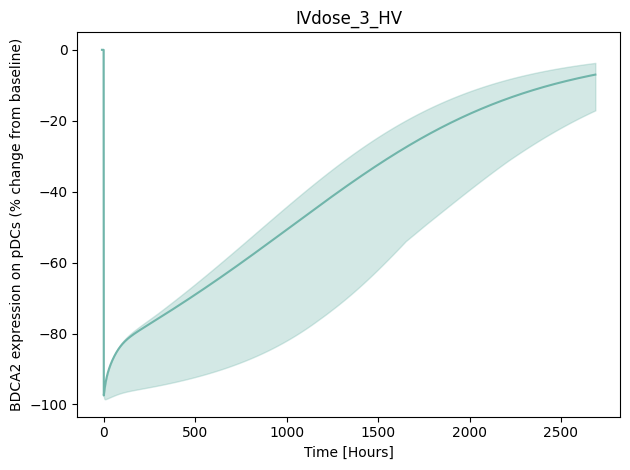 IVdose_3_HV
BDCA2 expression on pDCs (% change from baseline)
0
−20
−40
−60
−80
−100
0 500 1000 1500 2000 2500
Time [Hours]